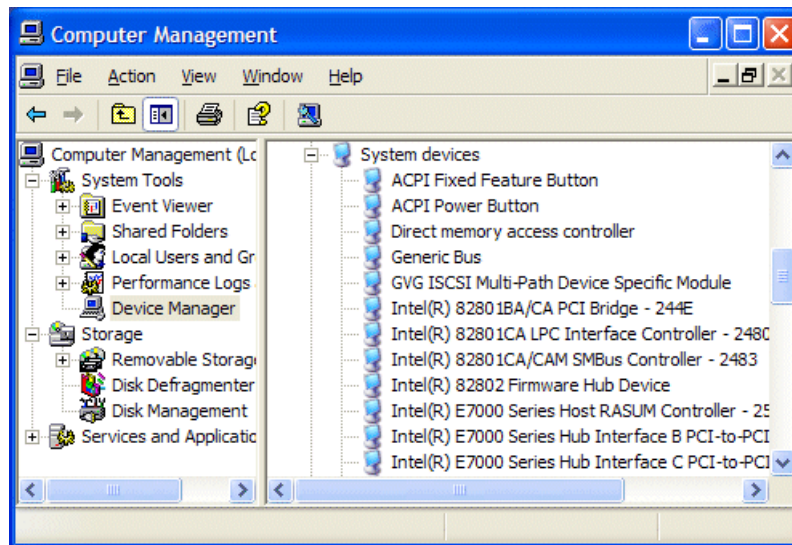 Computer Management
File Action View Window Help
Computer Management (Lc
System Tools
Event Viewer
Shared Folders
Local Users and Gr
Performance Logs
Device Manager
Storage
Removable Storag
Disk Defragmenter
Disk Management
Services and Applicatic
System devices
ACPI Fixed Feature Button
ACPI Power Button
Direct memory access controller
Generic Bus
GVG ISCSI Multi-Path Device Specific Module
Intel(R) 82801BA/CA PCI Bridge - 244E
Intel(R) 82801CA LPC Interface Controller - 2480
Intel(R) 82801CA/CAM SMBus Controller - 2483
Intel(R) 82802 Firmware Hub Device
Intel(R) E7000 Series Host RASUM Controller - 25
Intel(R) E7000 Series Hub Interface B PCI-to-PCI
Intel(R) E7000 Series Hub Interface C PCI-to-PCI